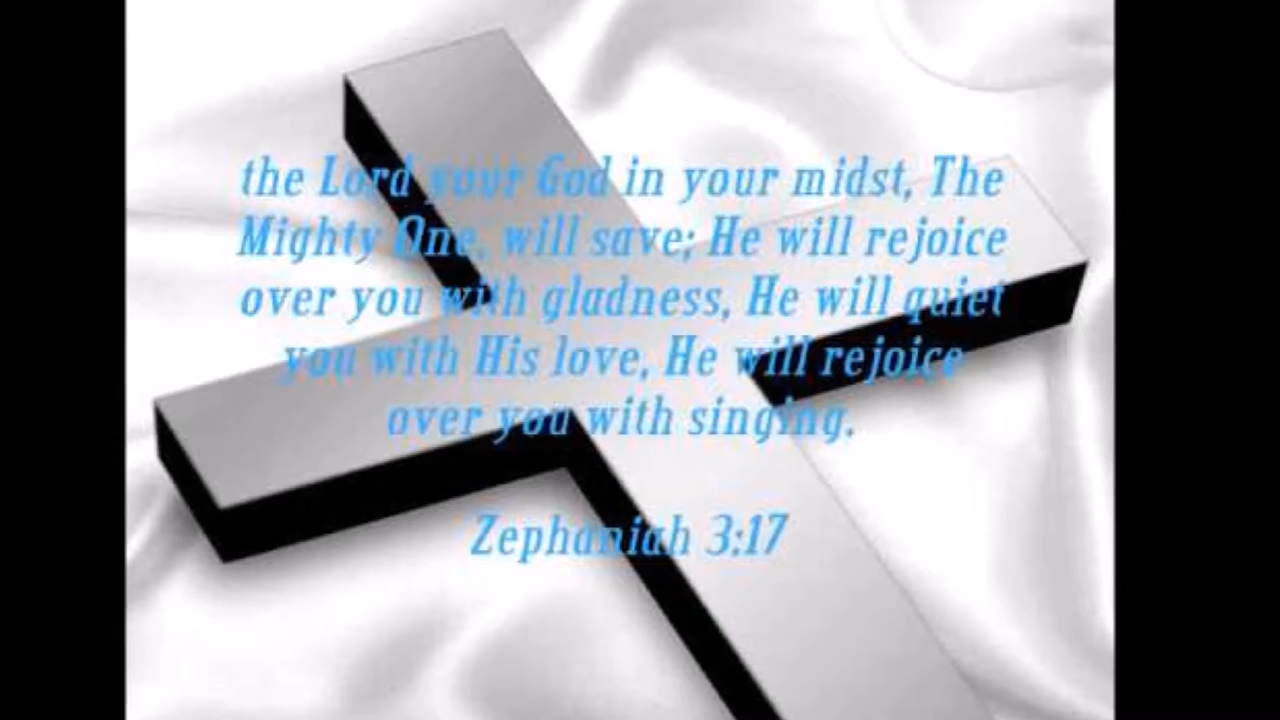 the Lord your God in your midst, The
Mighty One, will save; He will rejoice
over you with gladness, He will quiet
you with His love, He will rejoice
over you with singing.
Zephaniah 3:17